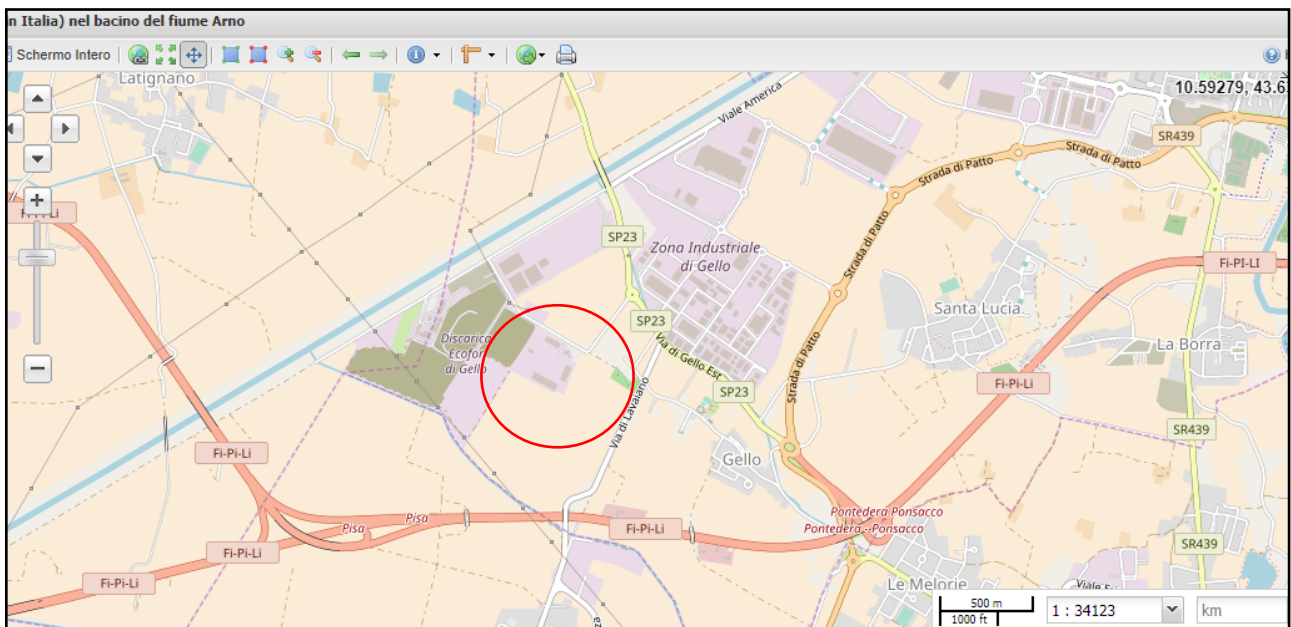 n Italia) nel bacino del fiume Arno
Schermo Intero
10.59279, 43.6
Latignano
Viale America
SR439
Strada di Patto
Strada di Patto
Fi-Pi-Li
SP23
Zona Industriale
di Gello
Strada di Patto
Fi-PI-LI
Santa Lucia
SP23
Discarica
Ecofor
di Gello
Via di Gello Est
Strada di Patto
La Borra
Fi-Pi-Li
SP23
Via di Lavaiano
SR439
Fi-Pi-Li
Gello
Pisa
Pisa
Fi-Pi-Li
Pontedera Ponsacco
Pontedera - Ponsacco
Fi-Pi-Li
SR439
Fi-Pi-Li
Le Melorie
Viale
500 m
1000 ft
1 : 34123
km